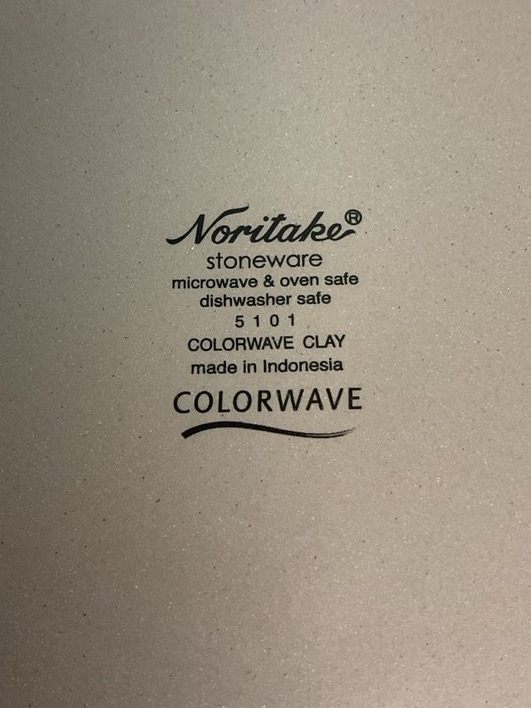 Noritake®
stoneware
microwave & oven safe
dishwasher safe
5101
COLORWAVE CLAY
made in Indonesia
COLORWAVE